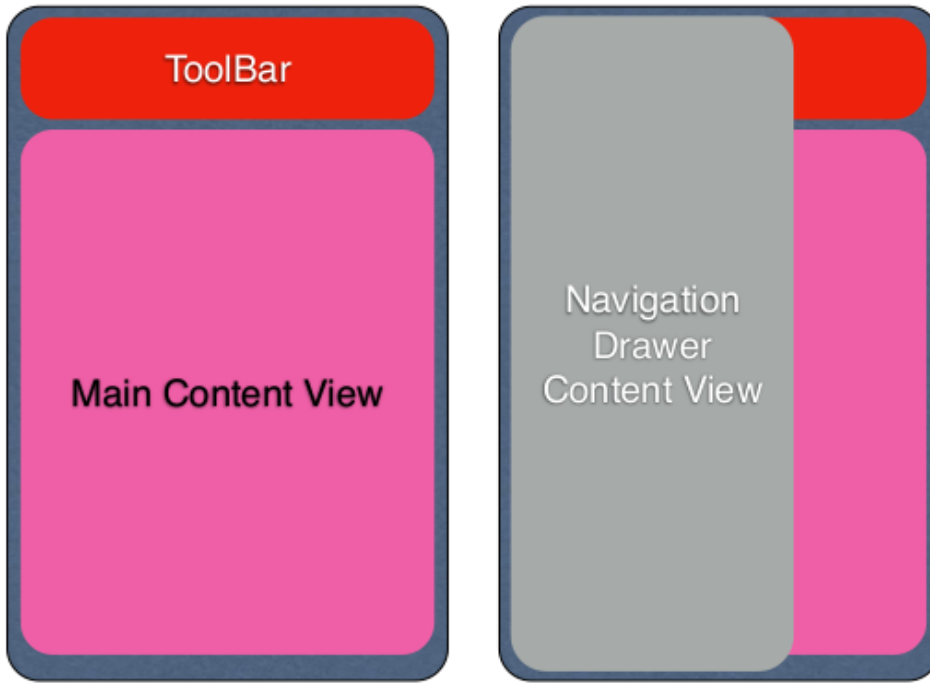 ToolBar
Main Content View
Navigation
Drawer
Content View